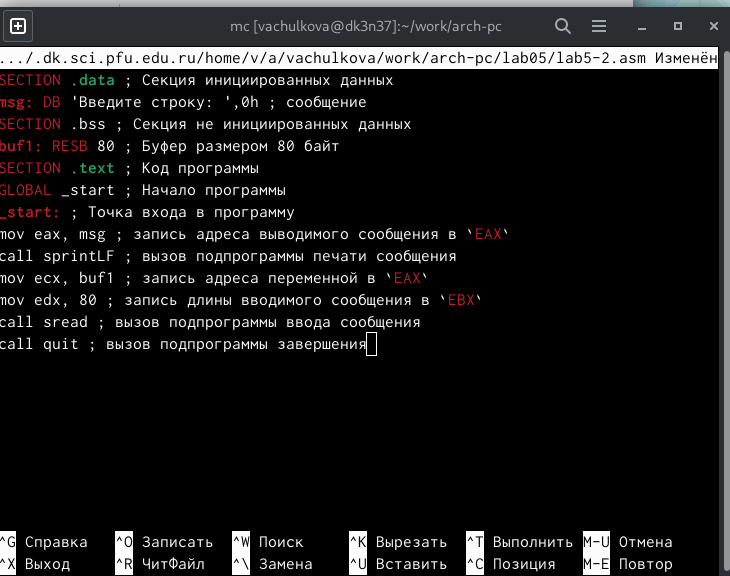 mc [vachulkova@dk3n37]:~/work/arch-pc
.../.dk.sci.pfu.edu.ru/home/v/a/vachulkova/work/arch-pc/lab05/lab5-2.asm Изменён
SECTION .data ; Секция инициированных данных
msg: DB 'Введите строку: ',0h ; сообщение
SECTION .bss ; Секция не инициированных данных
buf1: RESB 80 ; Буфер размером 80 байт
SECTION .text ; Код программы
GLOBAL _start ; Начало программы
_start: ; Точка входа в программу
mov eax, msg ; запись адреса выводимого сообщения в `EAX`
call sprintLF ; вызов подпрограммы печати сообщения
mov ecx, buf1 ; запись адреса переменной в `EAX`
mov edx, 80 ; запись длины вводимого сообщения в `EBX`
call sread ; вызов подпрограммы ввода сообщения
call quit ; вызов подпрограммы завершения
^G Справка ^O Записать ^W Поиск ^K Вырезать ^T Выполнить M-U Отмена
^X Выход ^R ЧитФайл ^\ Замена ^U Вставить ^C Позиция M-E Повтор